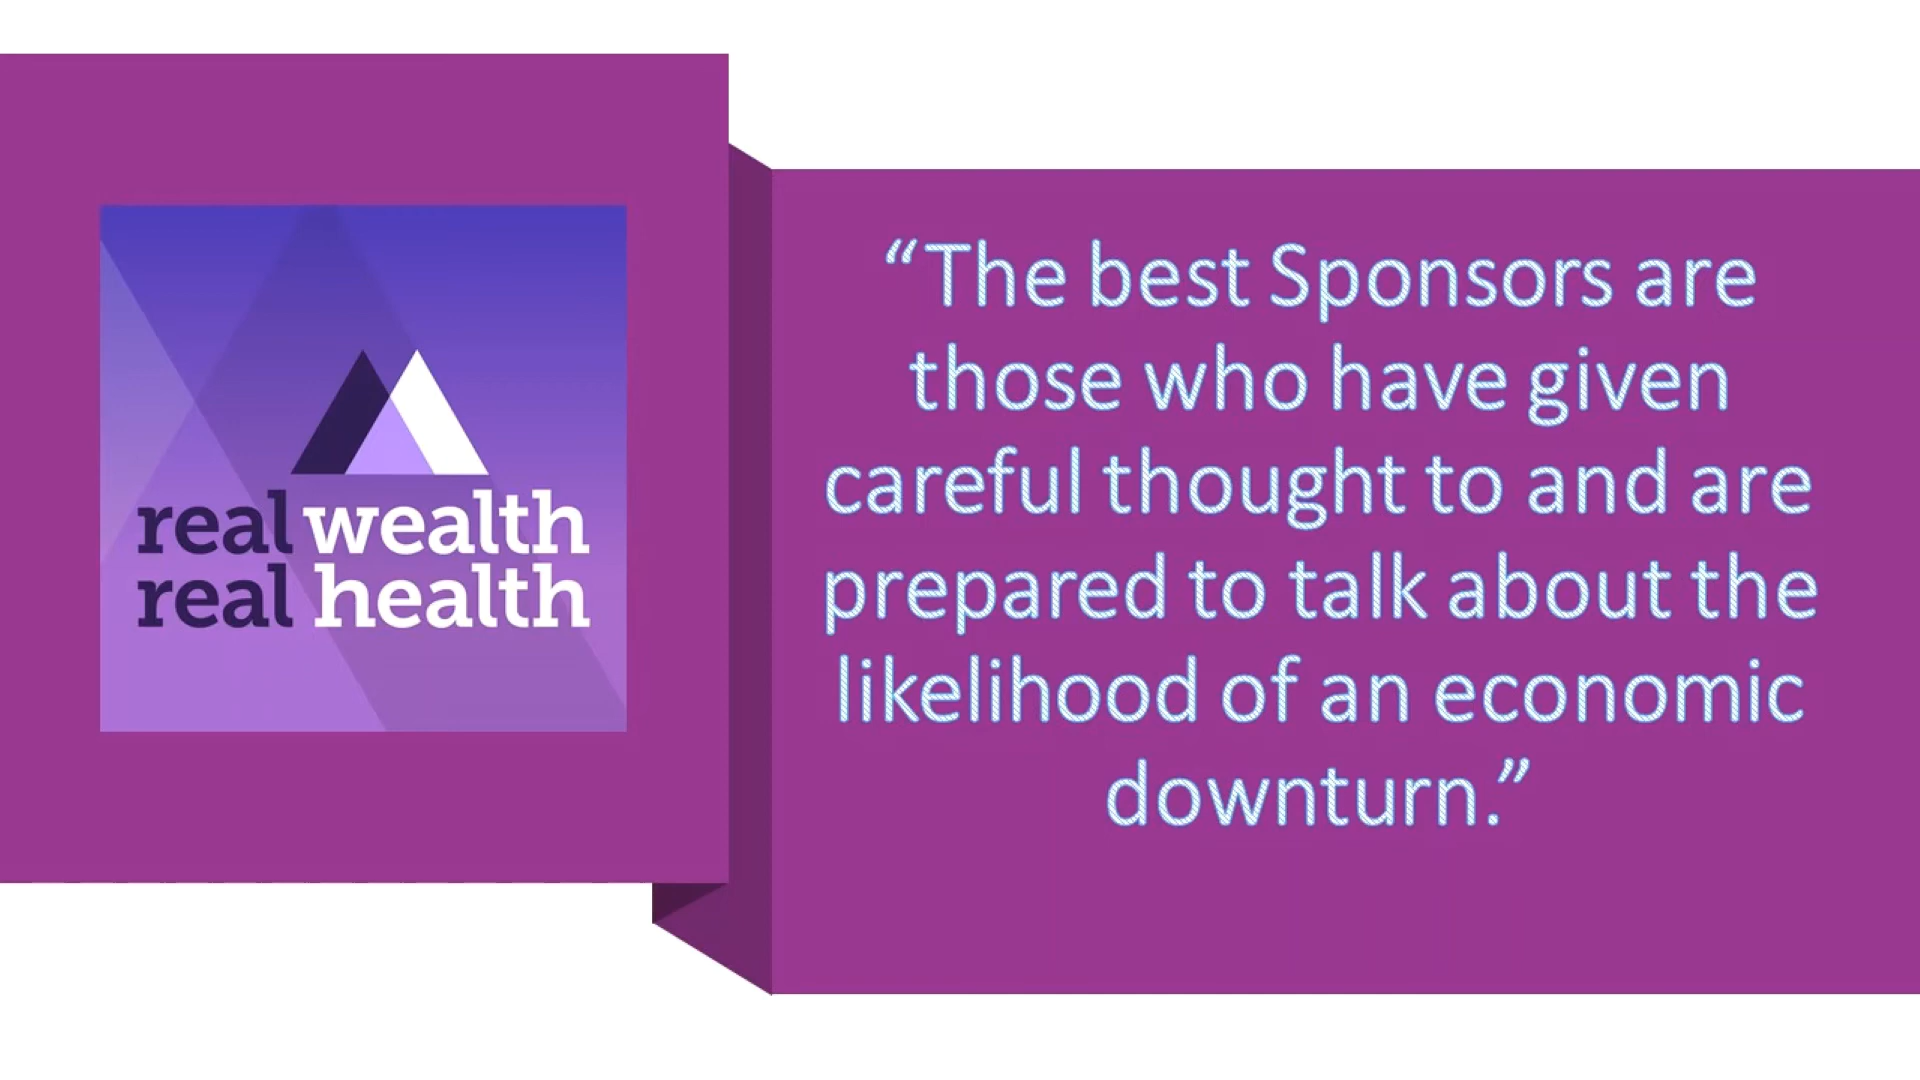 real wealth
real health
“The best Sponsors are
those who have given
careful thought to and are
prepared to talk about the
likelihood of an economic
downturn.”